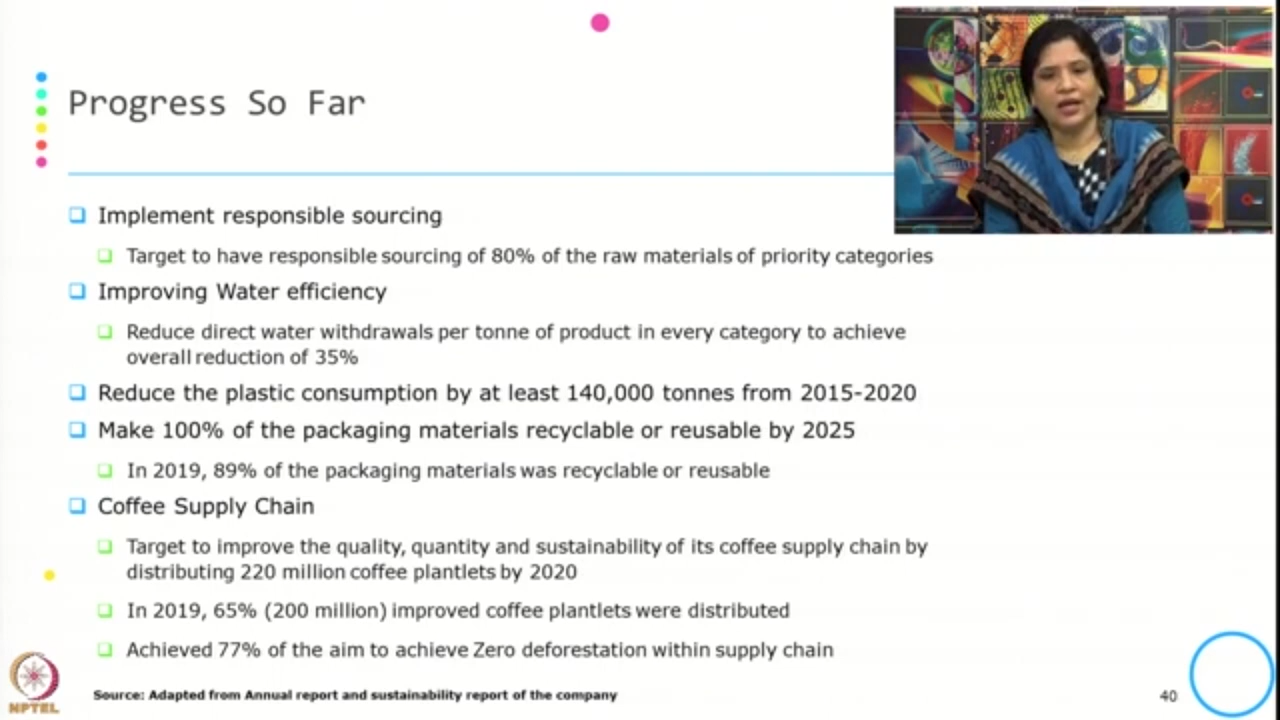 Progress So Far
Implement responsible sourcing
Target to have responsible sourcing of 80% of the raw materials of priority categories
Improving Water efficiency
Reduce direct water withdrawals per tonne of product in every category to achieve
overall reduction of 35%
Reduce the plastic consumption by at least 140,000 tonnes from 2015-2020
Make 100% of the packaging materials recyclable or reusable by 2025
In 2019, 89% of the packaging materials was recyclable or reusable
Coffee Supply Chain
Target to improve the quality, quantity and sustainability of its coffee supply chain by
distributing 220 million coffee plantlets by 2020
In 2019, 65% (200 million) improved coffee plantlets were distributed
Achieved 77% of the aim to achieve Zero deforestation within supply chain
Source: Adapted from Annual report and sustainability report of the company
40
NPTEL